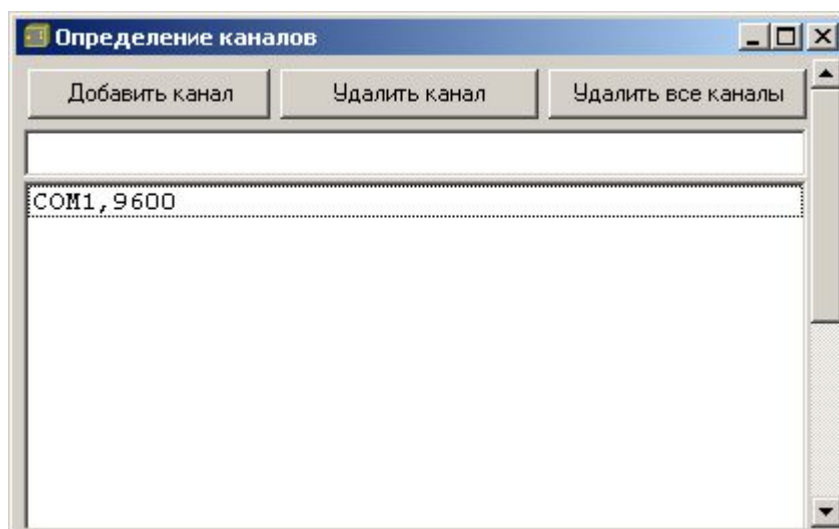 Определение каналов
Добавить канал Удалить канал Удалить все каналы
COM1,9600